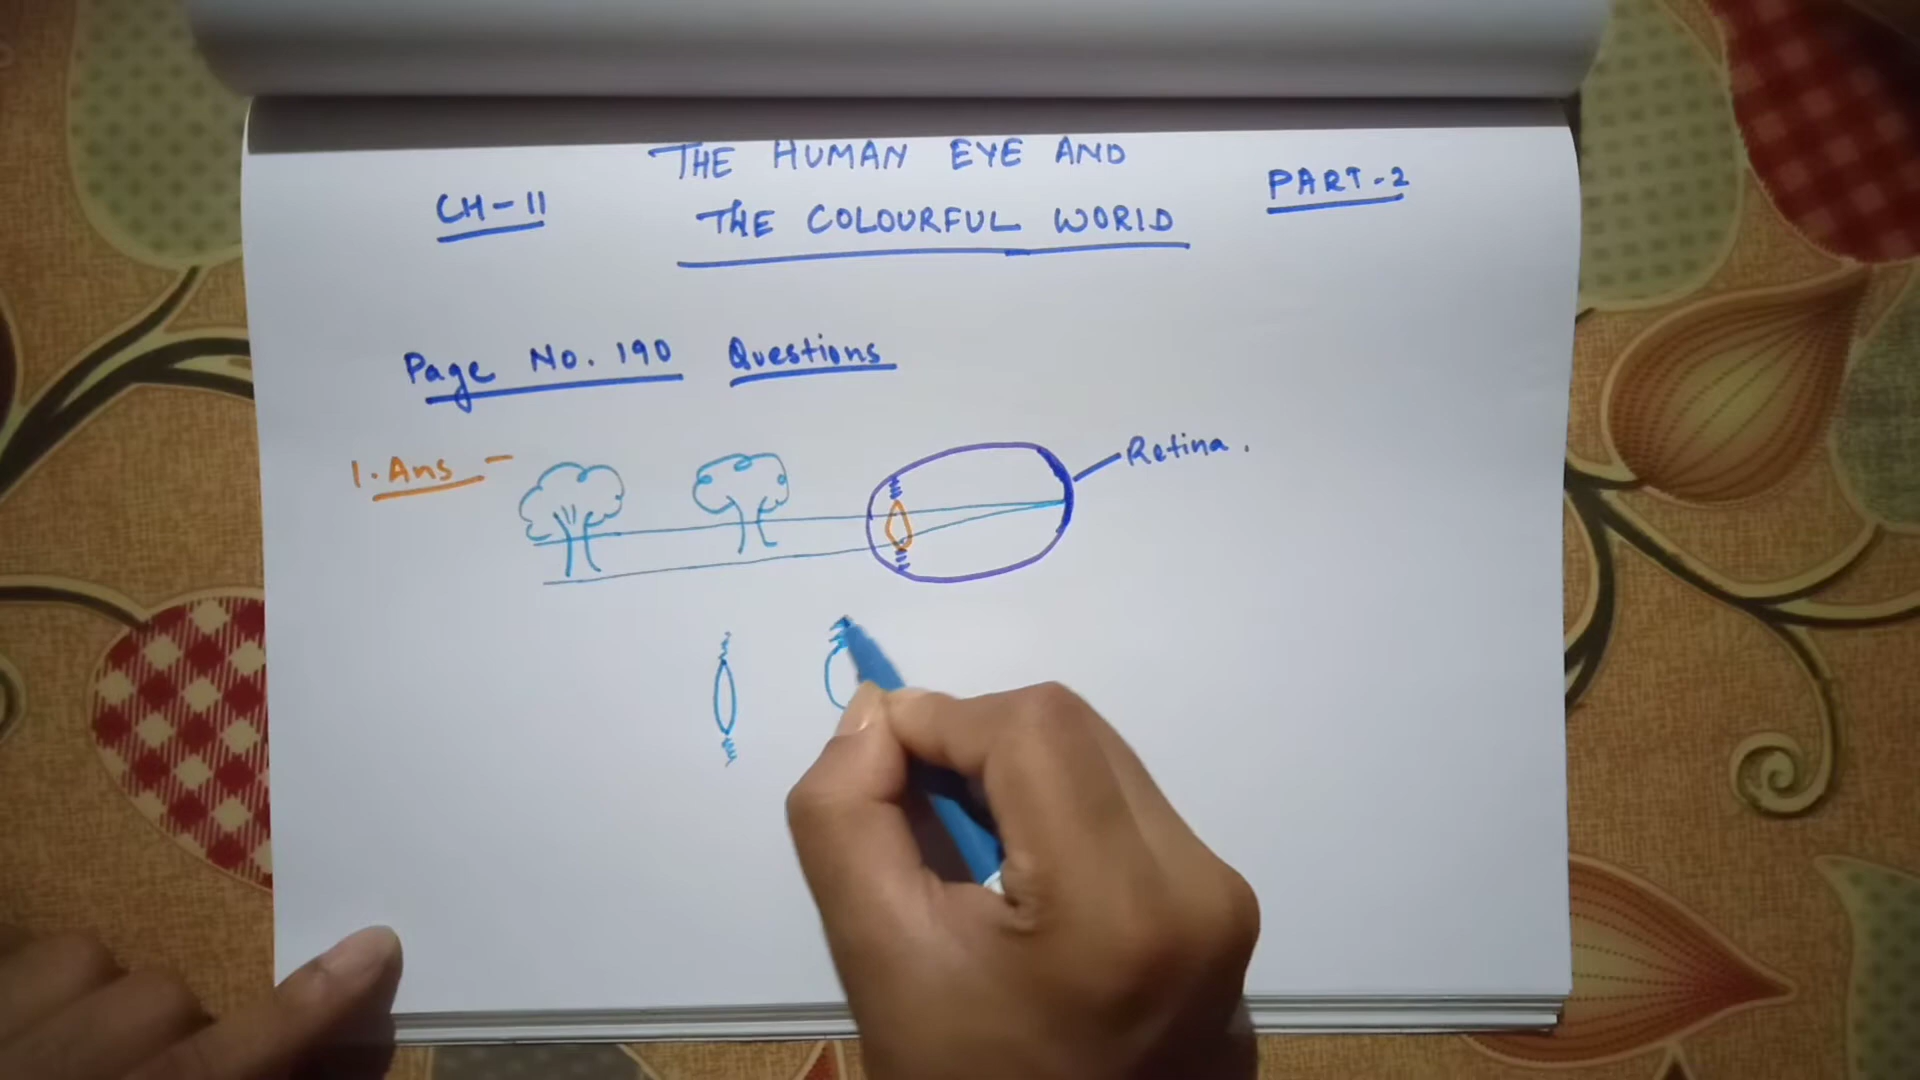 THE HUMAN EYE AND
CH-11
THE COLOURFUL WORLD
PART-2
Page No. 190 Questions
1. Ans -
Retina.